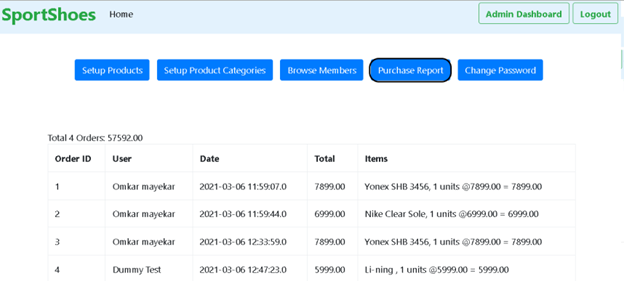 SportShoes Home Admin Dashboard Logout
Setup Products Setup Product Categories Browse Members Purchase Report Change Password
Total 4 Orders: 57592.00
Order ID User Date Total Items
1 Omkar mayekar 2021-03-06 11:59:07.0 7899.00 Yonex SHB 3456, 1 units @7899.00 = 7899.00
2 Omkar mayekar 2021-03-06 11:59:44.0 6999.00 Nike Clear Sole, 1 units @6999.00 = 6999.00
3 Omkar mayekar 2021-03-06 12:33:59.0 7899.00 Yonex SHB 3456, 1 units @7899.00 = 7899.00
4 Dummy Test 2021-03-06 12:47:23.0 5999.00 Li-ning , 1 units @5999.00 = 5999.00